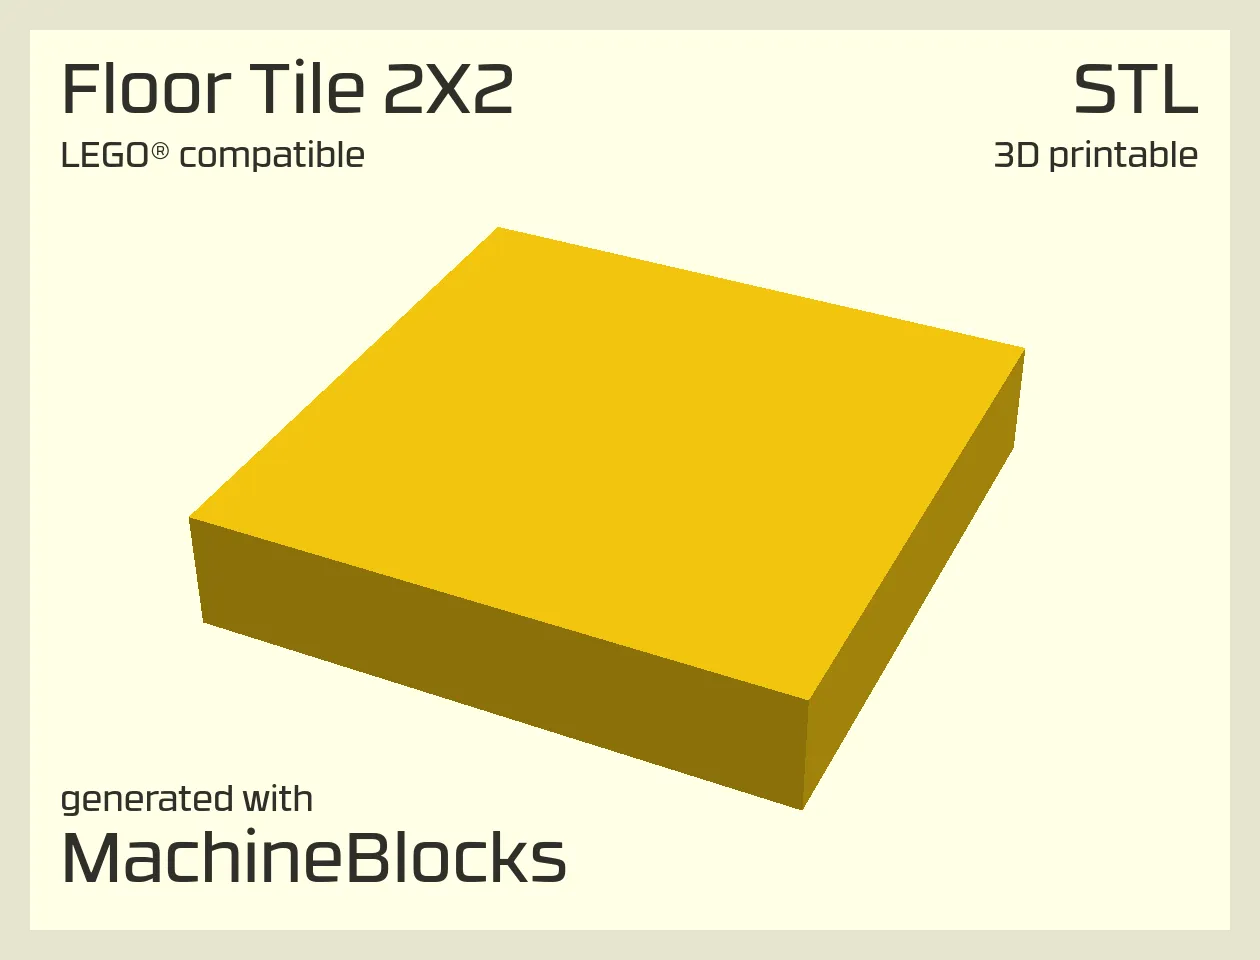 Floor Tile 2X2
LEGO® compatible
STL
3D printable
generated with
MachineBlocks